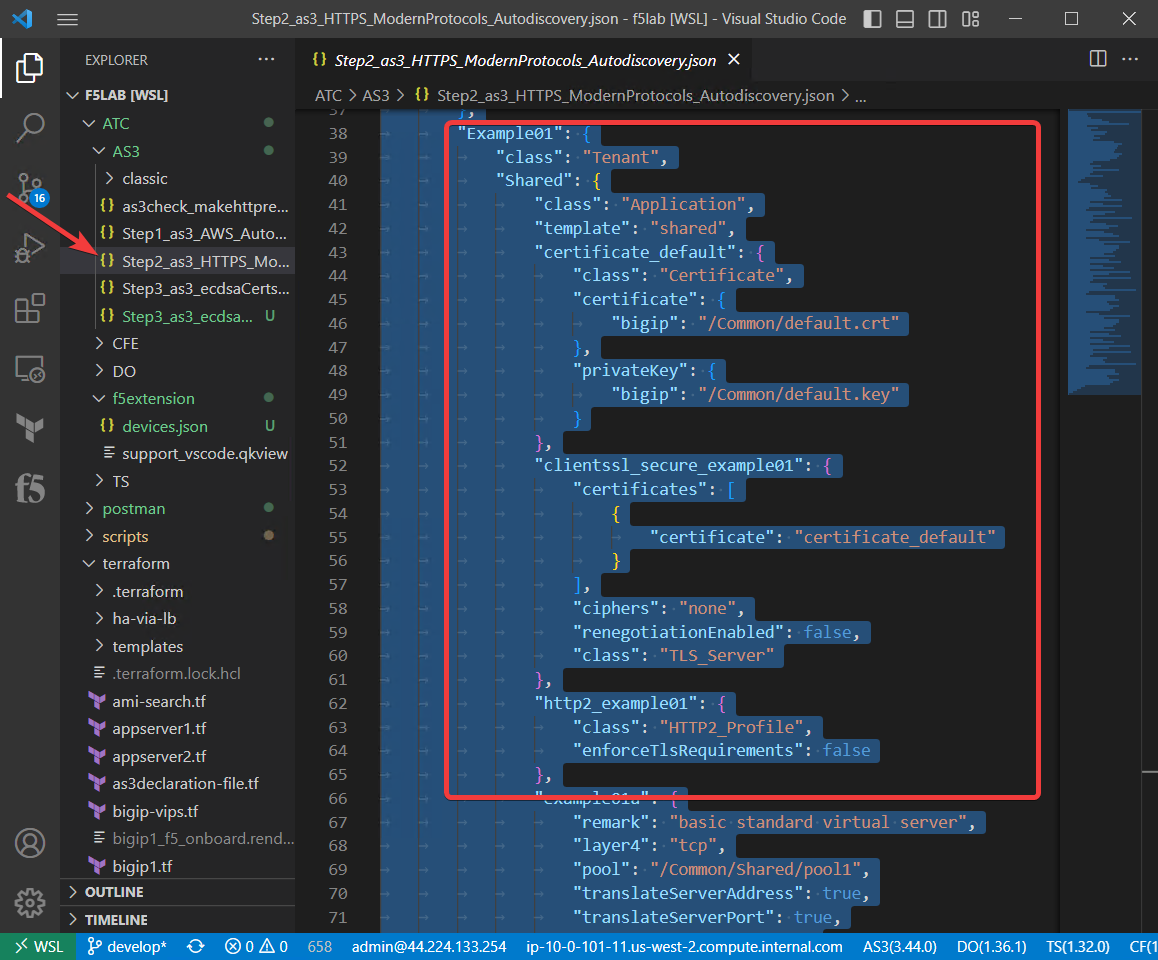 Step2_as3_HTTPS_ModernProtocols_Autodiscovery.json - f5lab [WSL] - Visual Studio Code
EXPLORER
F5LAB [WSL]
ATC
AS3
classic
as3check_makehttpre...
Step1_as3_AWS_Auto...
Step2_as3_HTTPS_Mo...
Step3_as3_ecdsaCerts...
Step3_as3_ecdsa... U
CFE
DO
f5extension
devices.json U
support_vscode.qkview
TS
postman
scripts
terraform
.terraform
ha-via-lb
templates
.terraform.lock.hcl
ami-search.tf
appserver1.tf
appserver2.tf
as3declaration-file.tf
bigip-vips.tf
bigip1_f5_onboard.rend...
bigip1.tf
OUTLINE
TIMELINE
16
f5
{} Step2_as3_HTTPS_ModernProtocols_Autodiscovery.json
ATC > AS3 > {} Step2_as3_HTTPS_ModernProtocols_Autodiscovery.json > ...
37 },
38 "Example01": {
39 "class": "Tenant",
40 "Shared": {
41 "class": "Application",
42 "template": "shared",
43 "certificate_default": {
44 "class": "Certificate",
45 "certificate": {
46 "bigip": "/Common/default.crt"
47 },
48 "privateKey": {
49 "bigip": "/Common/default.key"
50 }
51 },
52 "clientssl_secure_example01": {
53 "certificates": [
54 {
55 "certificate": "certificate_default"
56 }
57 ],
58 "ciphers": "none",
59 "renegotiationEnabled": false,
60 "class": "TLS_Server"
61 },
62 "http2_example01": {
63 "class": "HTTP2_Profile",
64 "enforceTlsRequirements": false
65 },
66 "example01a": {
67 "remark": "basic standard virtual server",
68 "layer4": "tcp",
69 "pool": "/Common/Shared/pool1",
70 "translateServerAddress": true,
71 "translateServerPort": true,
WSL develop* 0 0 658 admin@44.224.133.254 ip-10-0-101-11.us-west-2.compute.internal.com AS3(3.44.0) DO(1.36.1) TS(1.32.0) CF(1